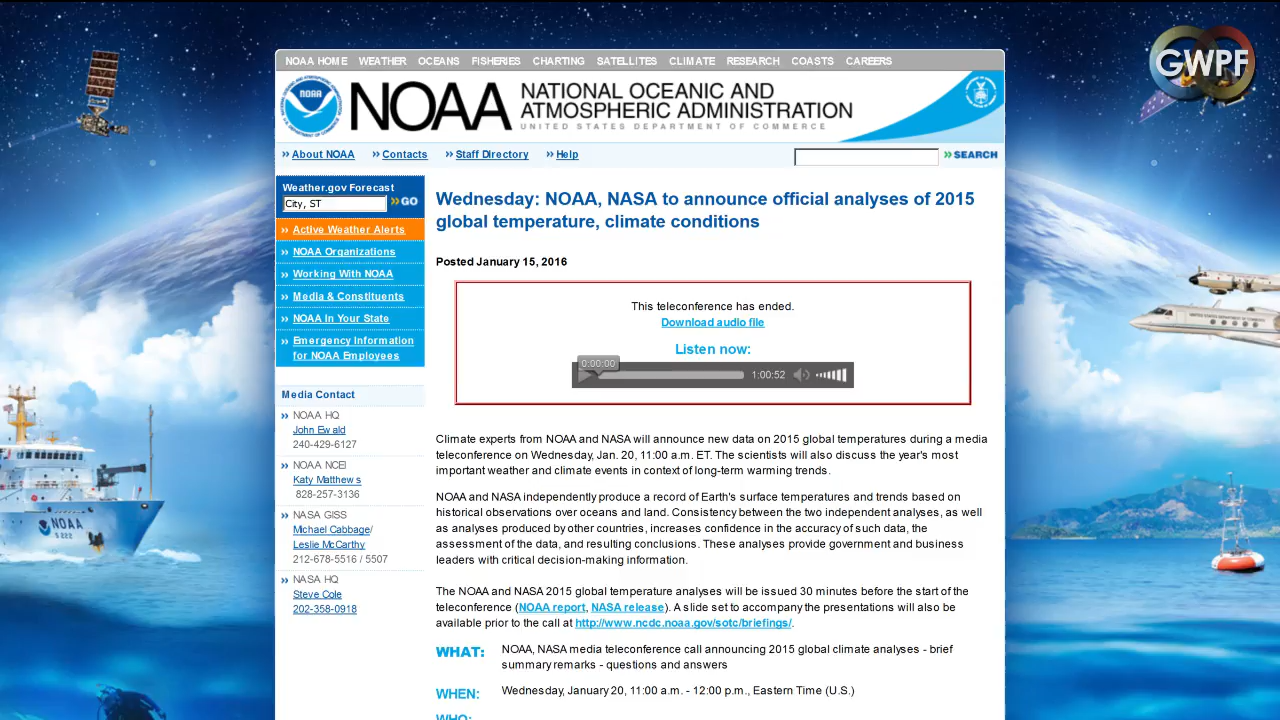 GWPF
NOAA HOME WEATHER OCEANS FISHERIES CHARTING SATELLITES CLIMATE RESEARCH COASTS CAREERS
NOAA
NOAA
NATIONAL OCEANIC AND
ATMOSPHERIC ADMINISTRATION
UNITED STATES DEPARTMENT OF COMMERCE
» About NOAA » Contacts » Staff Directory » Help
» SEARCH
Weather.gov Forecast
City, ST » GO
» Active Weather Alerts
» NOAA Organizations
» Working With NOAA
» Media & Constituents
» NOAA In Your State
» Emergency Information
for NOAA Employees
Media Contact
» NOAA HQ
John Ewald
240-429-6127
» NOAA NCEI
Katy Matthews
828-257-3136
» NASA GISS
Michael Cabbage/
Leslie McCarthy
212-678-5516 / 5507
» NASA HQ
Steve Cole
202-358-0918
Wednesday: NOAA, NASA to announce official analyses of 2015
global temperature, climate conditions
Posted January 15, 2016
This teleconference has ended.
Download audio file
Listen now:
0:00:00
1:00:52
Climate experts from NOAA and NASA will announce new data on 2015 global temperatures during a media
teleconference on Wednesday, Jan. 20, 11:00 a.m. ET. The scientists will also discuss the year's most
important weather and climate events in context of long-term warming trends.
NOAA and NASA independently produce a record of Earth's surface temperatures and trends based on
historical observations over oceans and land. Consistency between the two independent analyses, as well
as analyses produced by other countries, increases confidence in the accuracy of such data, the
assessment of the data, and resulting conclusions. These analyses provide government and business
leaders with critical decision-making information.
The NOAA and NASA 2015 global temperature analyses will be issued 30 minutes before the start of the
teleconference (NOAA report, NASA release). A slide set to accompany the presentations will also be
available prior to the call at http://www.ncdc.noaa.gov/sotc/briefings/.
WHAT: NOAA, NASA media teleconference call announcing 2015 global climate analyses - brief
summary remarks - questions and answers
WHEN: Wednesday, January 20, 11:00 a.m. - 12:00 p.m., Eastern Time (U.S.)
WHO:
NOAA
S 222